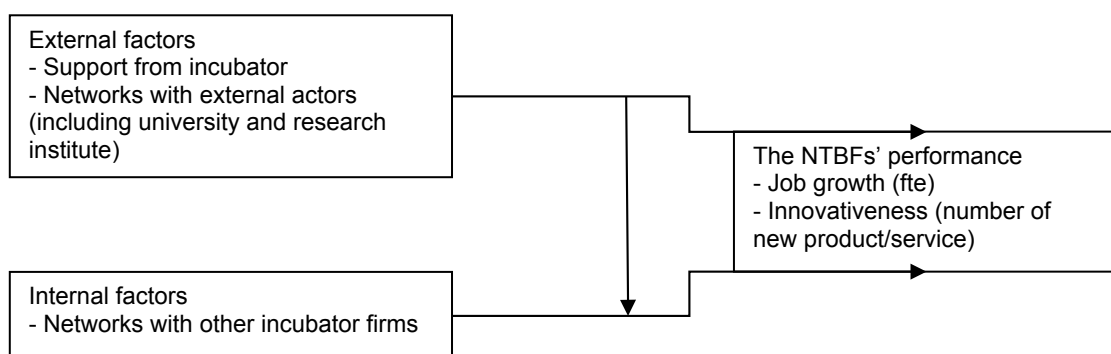 External factors
- Support from incubator
- Networks with external actors
(including university and research
institute)
The NTBFs’ performance
- Job growth (fte)
- Innovativeness (number of
new product/service)
Internal factors
- Networks with other incubator firms